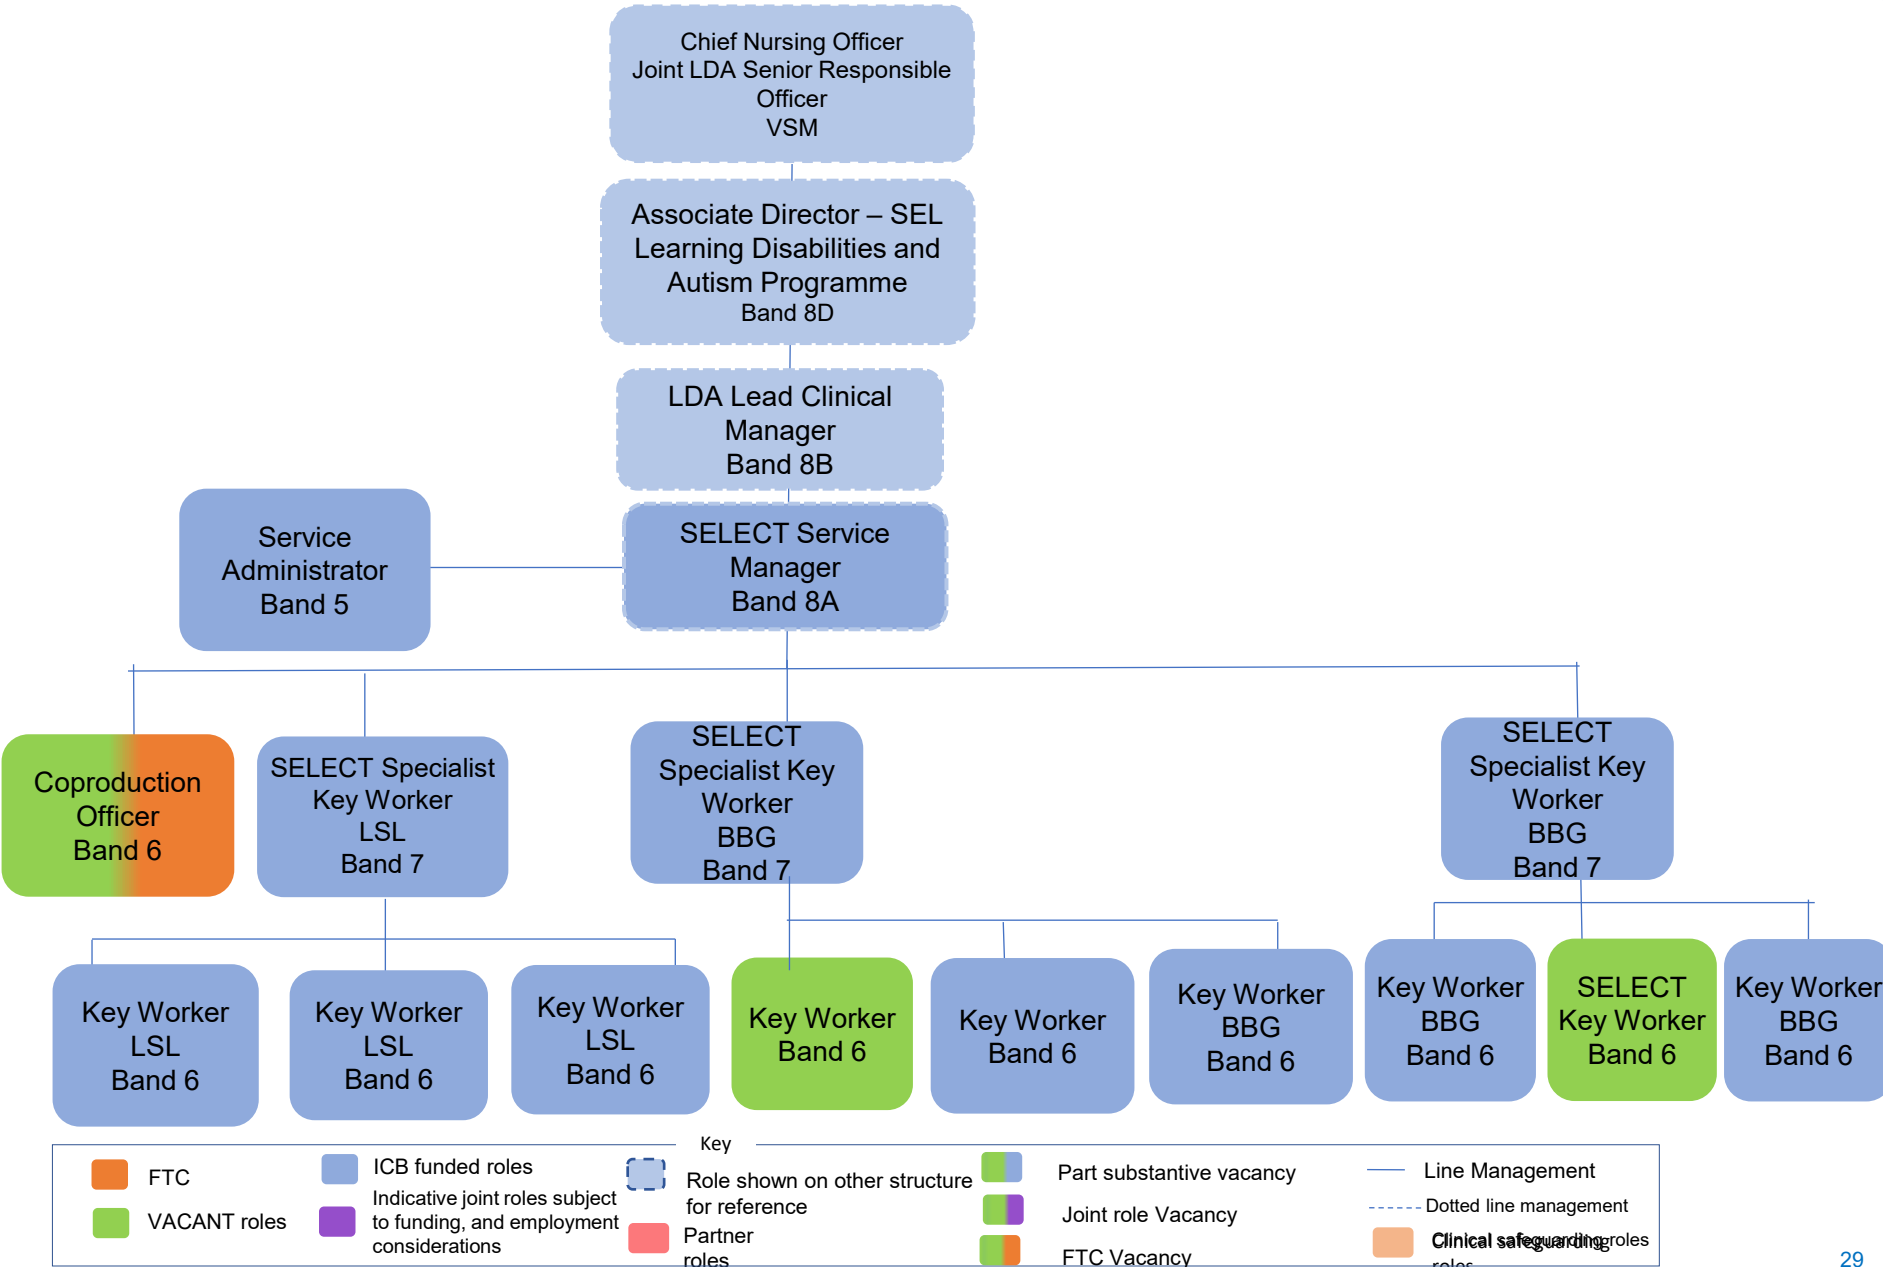 Chief Nursing Officer
Joint LDA Senior Responsible
Officer
VSM
Associate Director – SEL
Learning Disabilities and
Autism Programme
Band 8D
LDA Lead Clinical
Manager
Band 8B
Service
Administrator
Band 5
SELECT Service
Manager
Band 8A
Coproduction
Officer
Band 6
SELECT Specialist
Key Worker
LSL
Band 7
SELECT
Specialist Key
Worker
BBG
Band 7
SELECT
Specialist Key
Worker
BBG
Band 7
Key Worker
LSL
Band 6
Key Worker
LSL
Band 6
Key Worker
LSL
Band 6
Key Worker
Band 6
Key Worker
Band 6
Key Worker
BBG
Band 6
Key Worker
BBG
Band 6
SELECT
Key Worker
Band 6
Key Worker
BBG
Band 6
Key
FTC
VACANT roles
ICB funded roles
Indicative joint roles subject
to funding, and employment
considerations
Role shown on other structure
for reference
Partner
roles
Part substantive vacancy
Joint role Vacancy
FTC Vacancy
Line Management
Dotted line management
Clinical safeguarding roles
Clinical safeguarding
roles
29